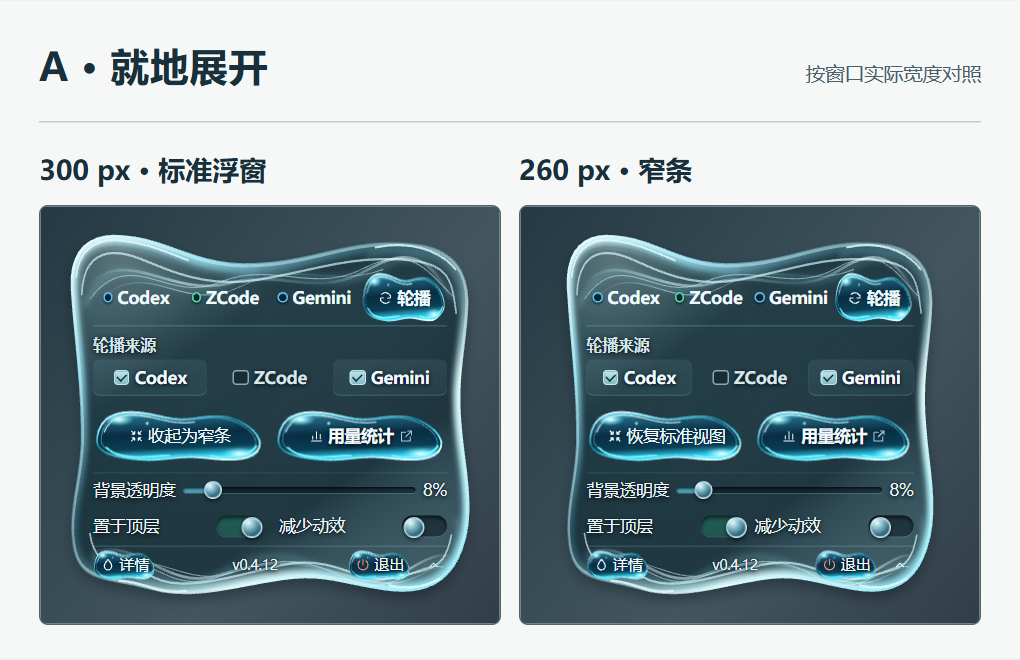 A · 就地展开
按窗口实际宽度对照
300 px · 标准浮窗
Codex ZCode Gemini 轮播
轮播来源
Codex ZCode Gemini
收起为窄条 用量统计
背景透明度 8%
置于顶层 减少动效
详情 v0.4.12 退出
260 px · 窄条
Codex ZCode Gemini 轮播
轮播来源
Codex ZCode Gemini
恢复标准视图 用量统计
背景透明度 8%
置于顶层 减少动效
详情 v0.4.12 退出